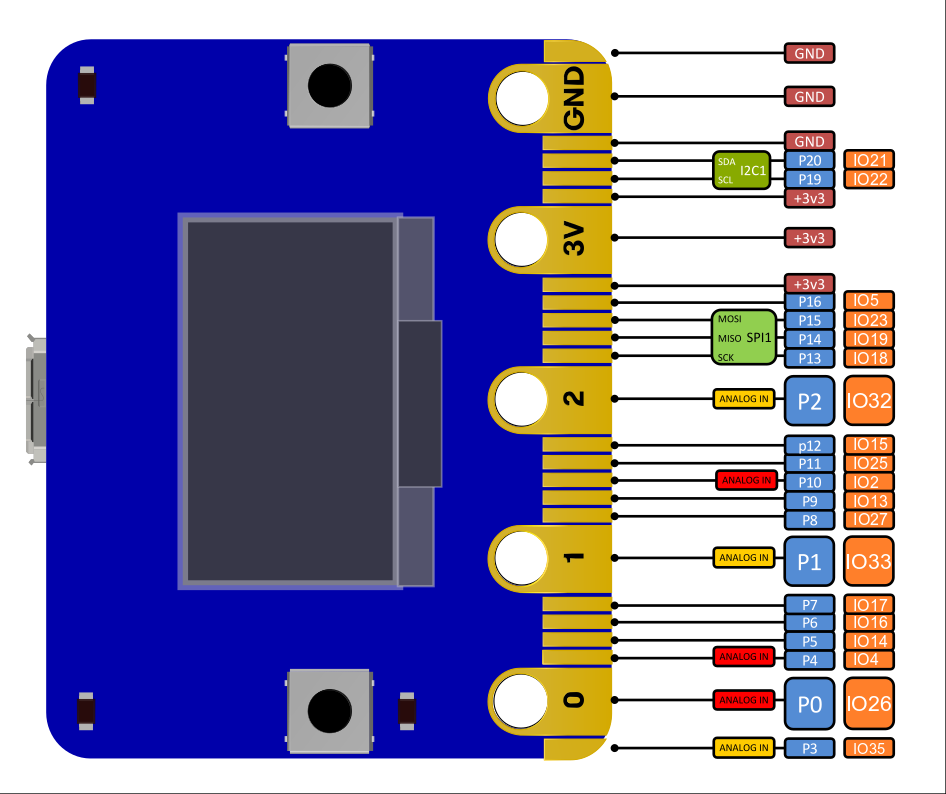 GND GND
GND
GND
SDA I2C1 P20 IO21
SCL P19 IO22
+3v3
3V +3v3
+3v3
P16 IO5
MOSI P15 IO23
MISO SPI1 P14 IO19
SCK P13 IO18
2 ANALOG IN P2 IO32
p12 IO15
P11 IO25
ANALOG IN P10 IO2
P9 IO13
P8 IO27
1 ANALOG IN P1 IO33
P7 IO17
P6 IO16
P5 IO14
ANALOG IN P4 IO4
0 ANALOG IN P0 IO26
ANALOG IN P3 IO35